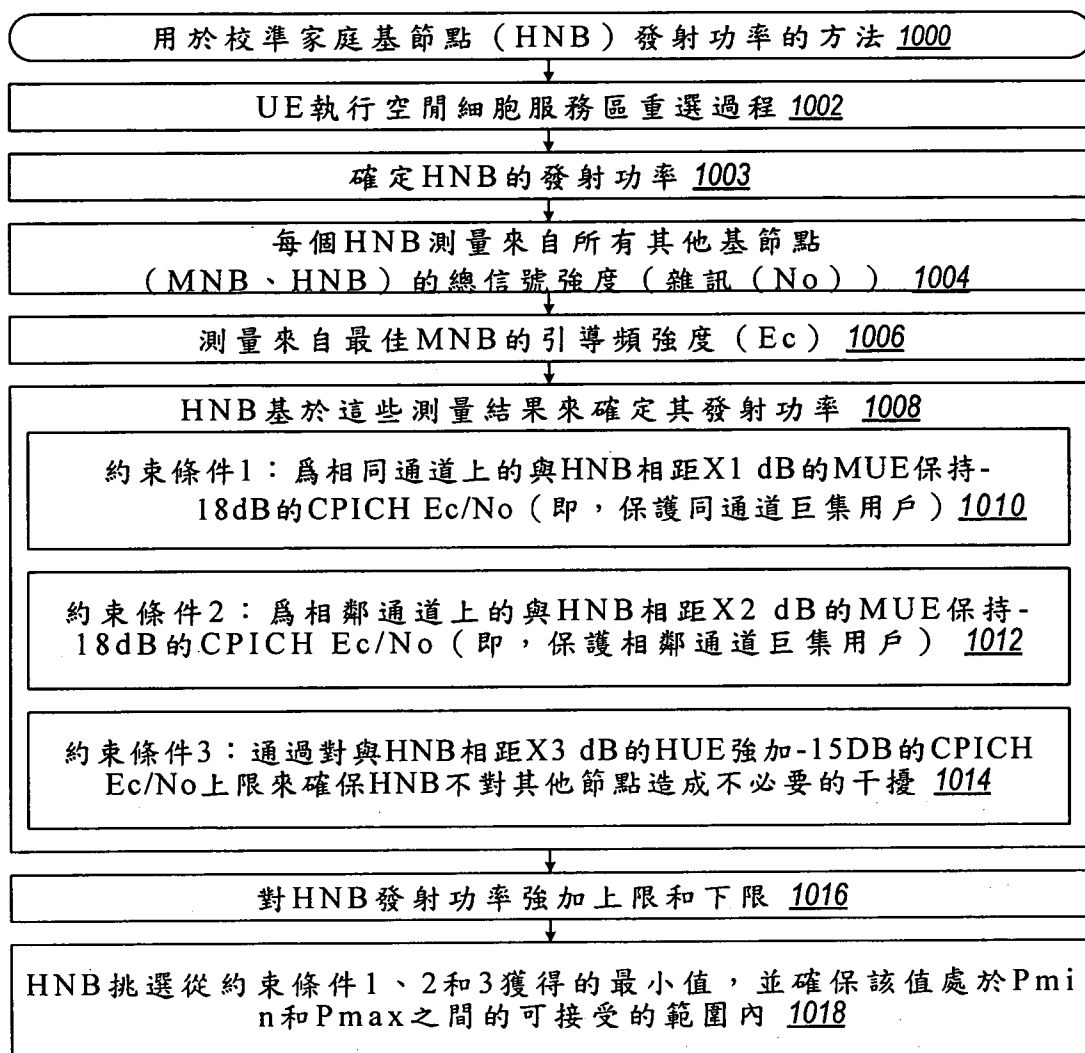 用於校準家庭基節點（HNB）發射功率的方法 1000
UE執行空閒細胞服務區重選過程 1002
確定HNB的發射功率 1003
每個HNB測量來自所有其他基節點
（MNB、HNB）的總信號強度（雜訊（No）） 1004
測量來自最佳MNB的引導頻強度（Ec） 1006
HNB基於這些測量結果來確定其發射功率 1008
約束條件1：爲相同通道上的與HNB相距X1 dB的MUE保持-
18dB的CPICH Ec/No（即，保護同通道巨集用戶）1010
約束條件2：爲相鄰通道上的與HNB相距X2 dB的MUE保持-
18dB的CPICH Ec/No（即，保護相鄰通道巨集用戶） 1012
約束條件3：通過對與HNB相距X3 dB的HUE強加-15DB的CPICH
Ec/No上限來確保HNB不對其他節點造成不必要的干擾 1014
對HNB發射功率強加上限和下限 1016
HNB挑選從約束條件1、2和3獲得的最小值，並確保該值處於Pmi
n和Pmax之間的可接受的範圍內 1018